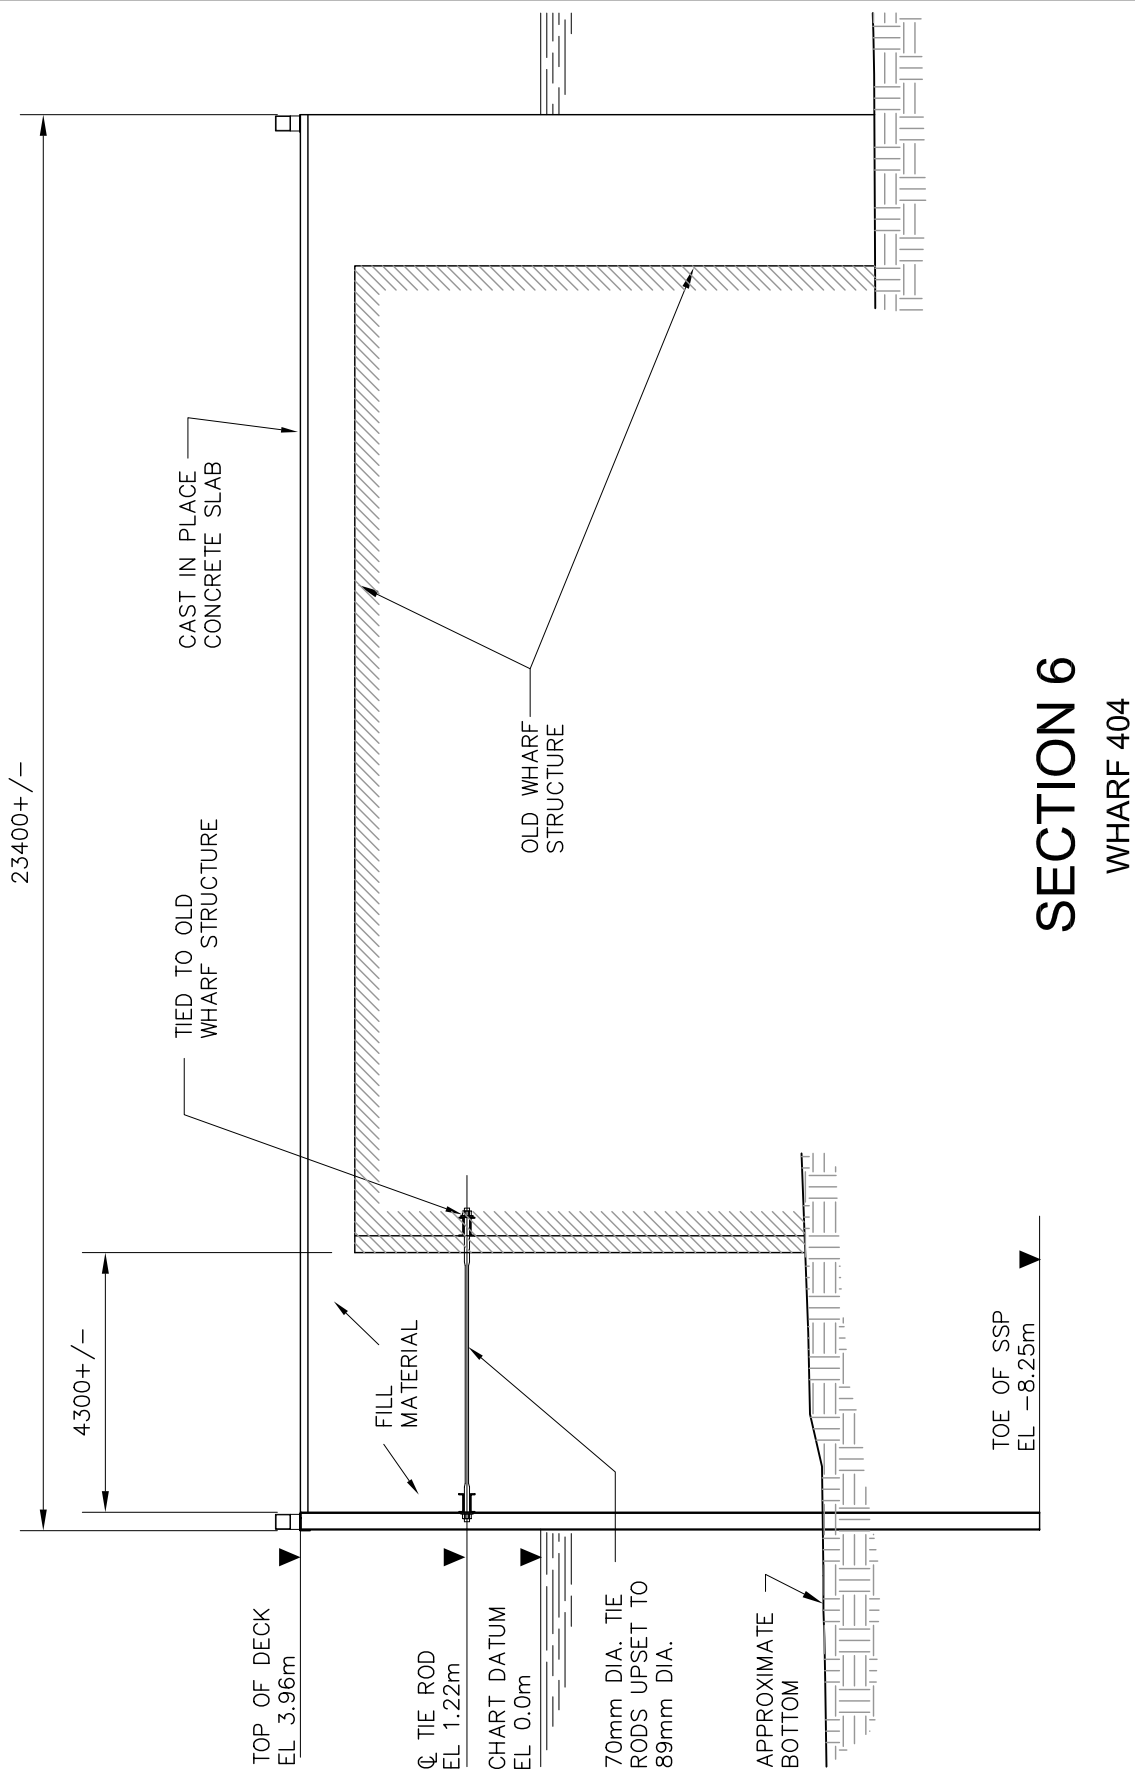 23400+/-
4300+/-
TIED TO OLD
WHARF STRUCTURE
CAST IN PLACE
CONCRETE SLAB
TOP OF DECK
EL 3.96m
FILL
MATERIAL
℄ TIE ROD
EL 1.22m
CHART DATUM
EL 0.0m
OLD WHARF
STRUCTURE
70mm DIA. TIE
RODS UPSET TO
89mm DIA.
APPROXIMATE
BOTTOM
TOE OF SSP
EL -8.25m
SECTION 6
WHARF 404